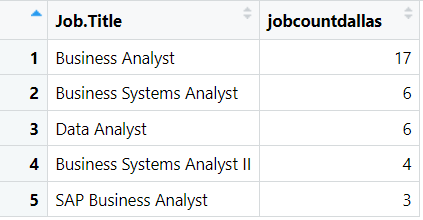 Job.Title jobcountdallas
1 Business Analyst 17
2 Business Systems Analyst 6
3 Data Analyst 6
4 Business Systems Analyst II 4
5 SAP Business Analyst 3